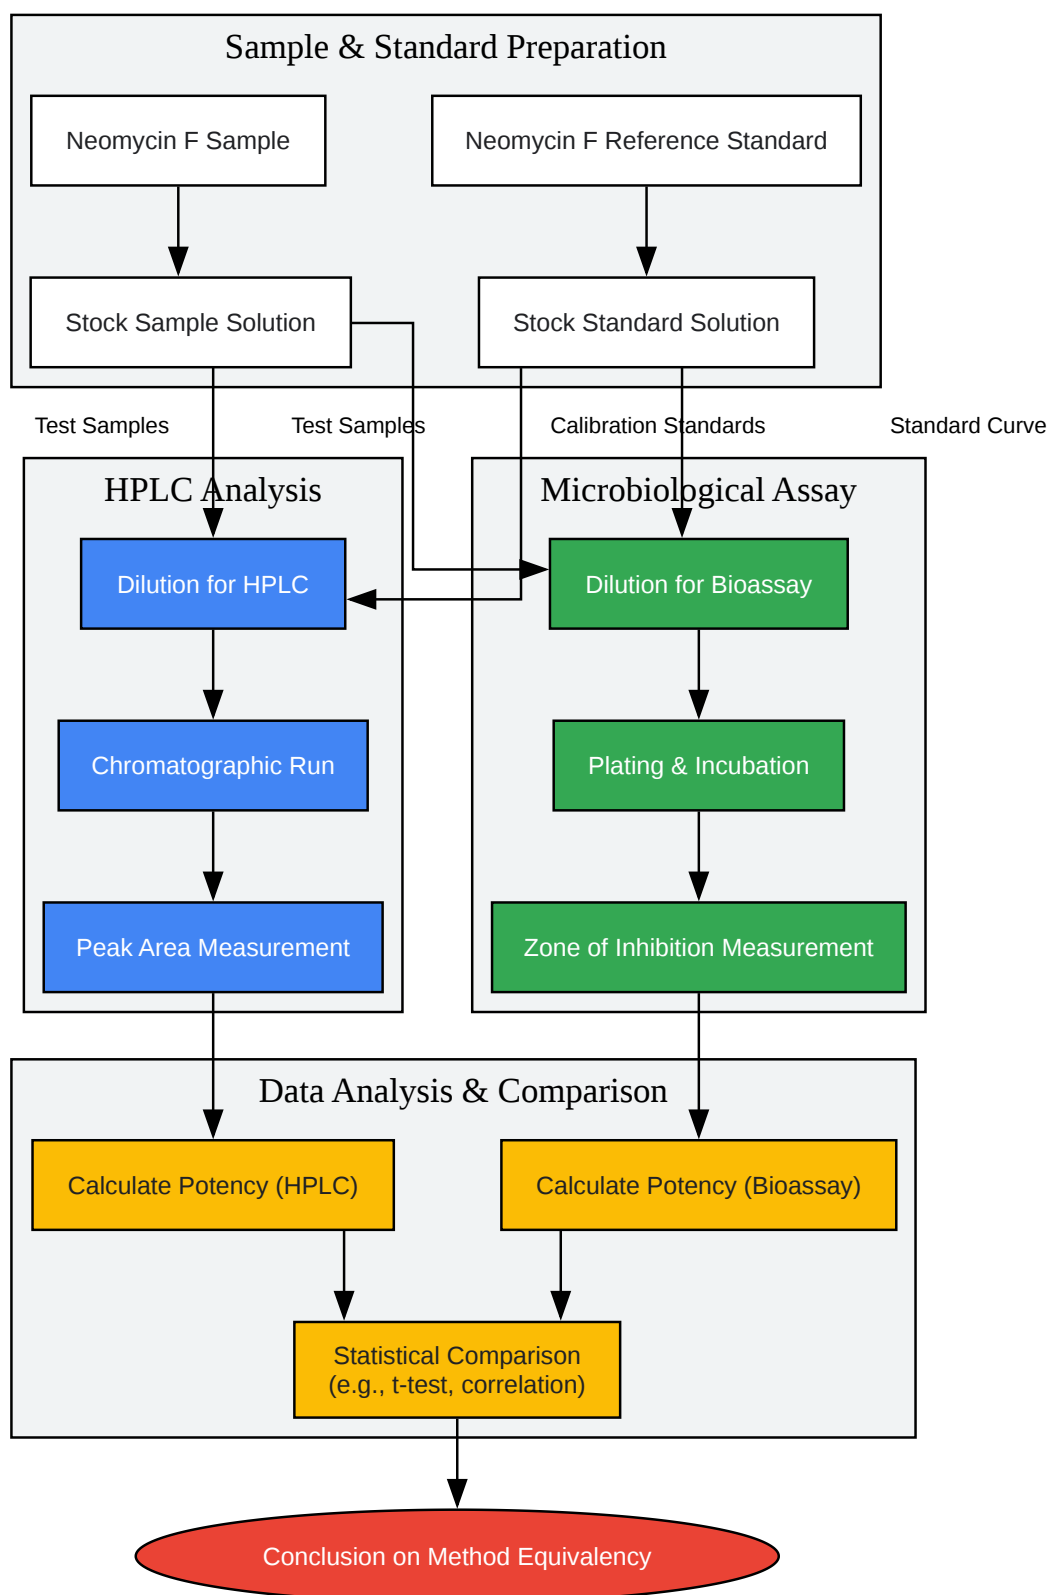 Sample & Standard Preparation
Neomycin F Sample
Neomycin F Reference Standard
Stock Sample Solution
Stock Standard Solution
Test Samples
Test Samples
Calibration Standards
Standard Curve
HPLC Analysis
Microbiological Assay
Dilution for HPLC
Dilution for Bioassay
Chromatographic Run
Plating & Incubation
Peak Area Measurement
Zone of Inhibition Measurement
Data Analysis & Comparison
Calculate Potency (HPLC)
Calculate Potency (Bioassay)
Statistical Comparison
(e.g., t-test, correlation)
Conclusion on Method Equivalency